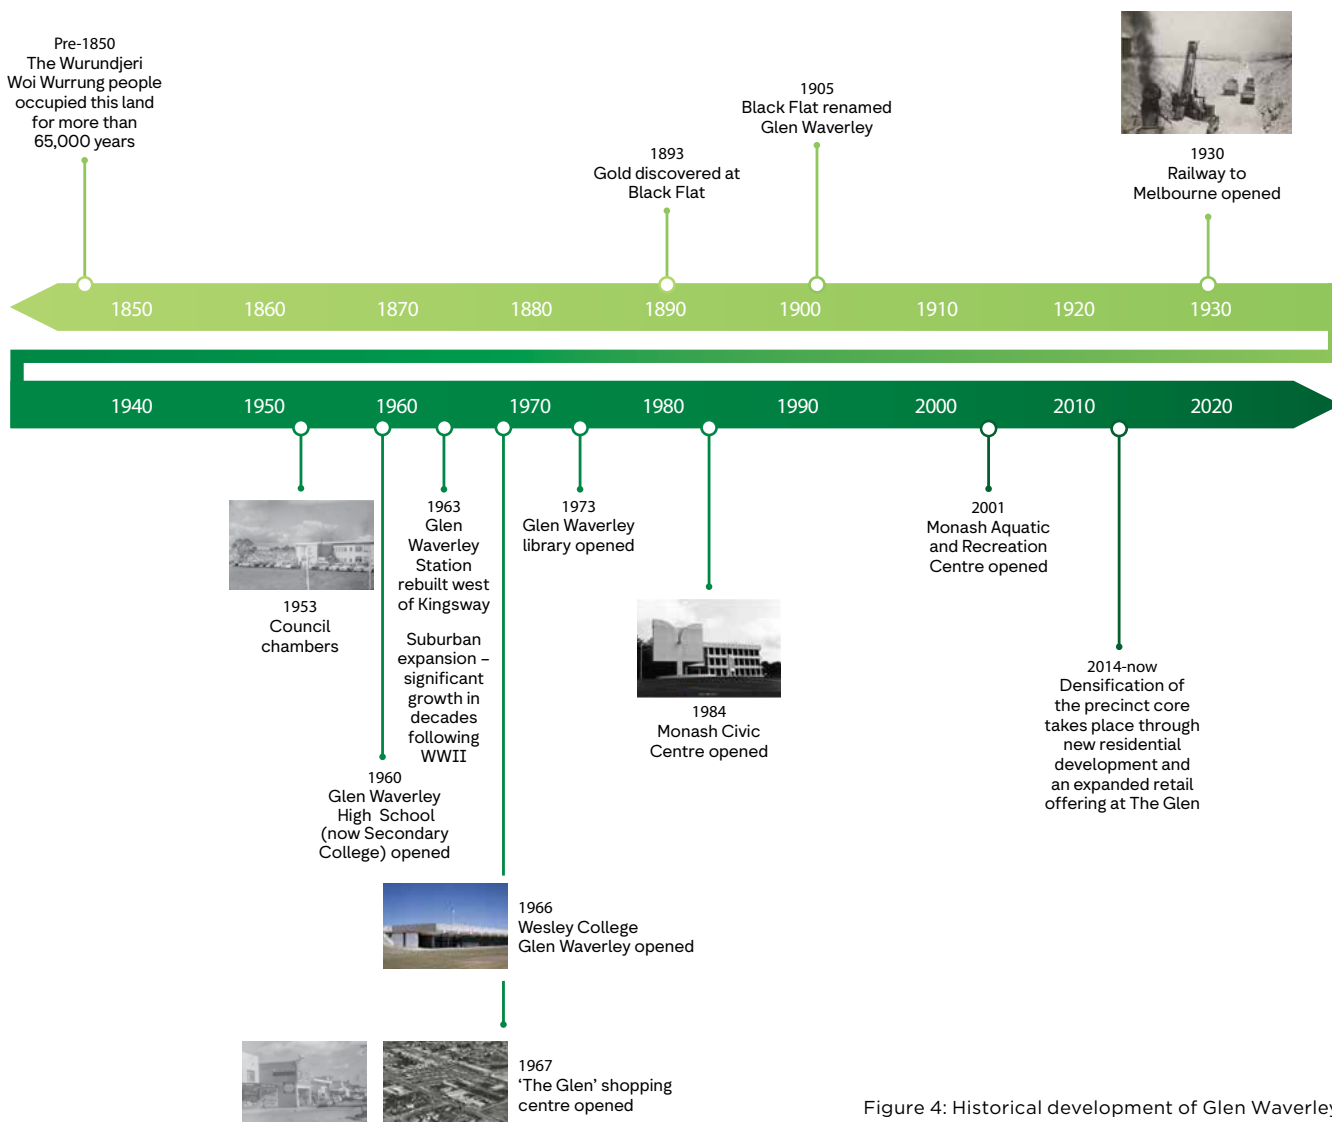 Pre-1850
The Wurundjeri
Woi Wurrung people
occupied this land
for more than
65,000 years
1893
Gold discovered at
Black Flat
1905
Black Flat renamed
Glen Waverley
1930
Railway to
Melbourne opened
1850 1860 1870 1880 1890 1900 1910 1920 1930
1940 1950 1960 1970 1980 1990 2000 2010 2020
1953
Council
chambers
1960
Glen Waverley
High School
(now Secondary
College) opened
1963
Glen
Waverley
Station
rebuilt west
of Kingsway
Suburban
expansion –
significant
growth in
decades
following
WWII
1966
Wesley College
Glen Waverley opened
1967
‘The Glen’ shopping
centre opened
1973
Glen Waverley
library opened
1984
Monash Civic
Centre opened
2001
Monash Aquatic
and Recreation
Centre opened
2014-now
Densification of
the precinct core
takes place through
new residential
development and
an expanded retail
offering at The Glen
Figure 4: Historical development of Glen Waverley